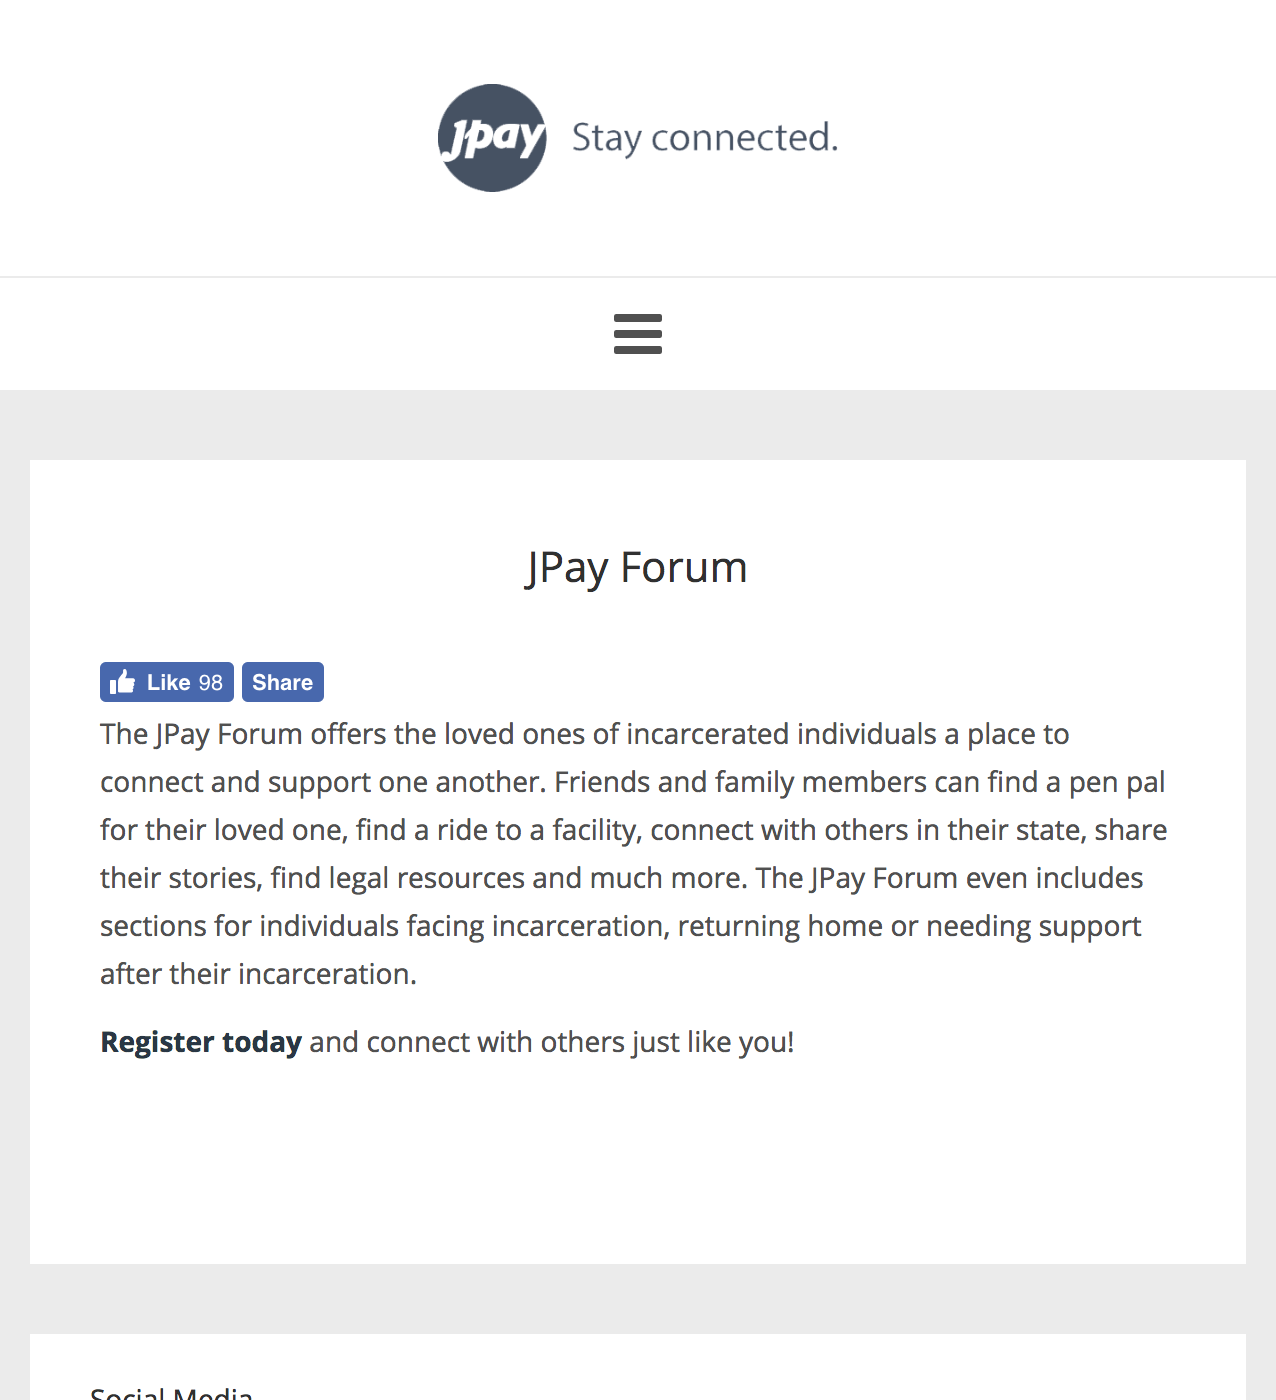 jpay Stay connected.
JPay Forum
Like 98 Share
The JPay Forum offers the loved ones of incarcerated individuals a place to
connect and support one another. Friends and family members can find a pen pal
for their loved one, find a ride to a facility, connect with others in their state, share
their stories, find legal resources and much more. The JPay Forum even includes
sections for individuals facing incarceration, returning home or needing support
after their incarceration.
Register today and connect with others just like you!
Social Media